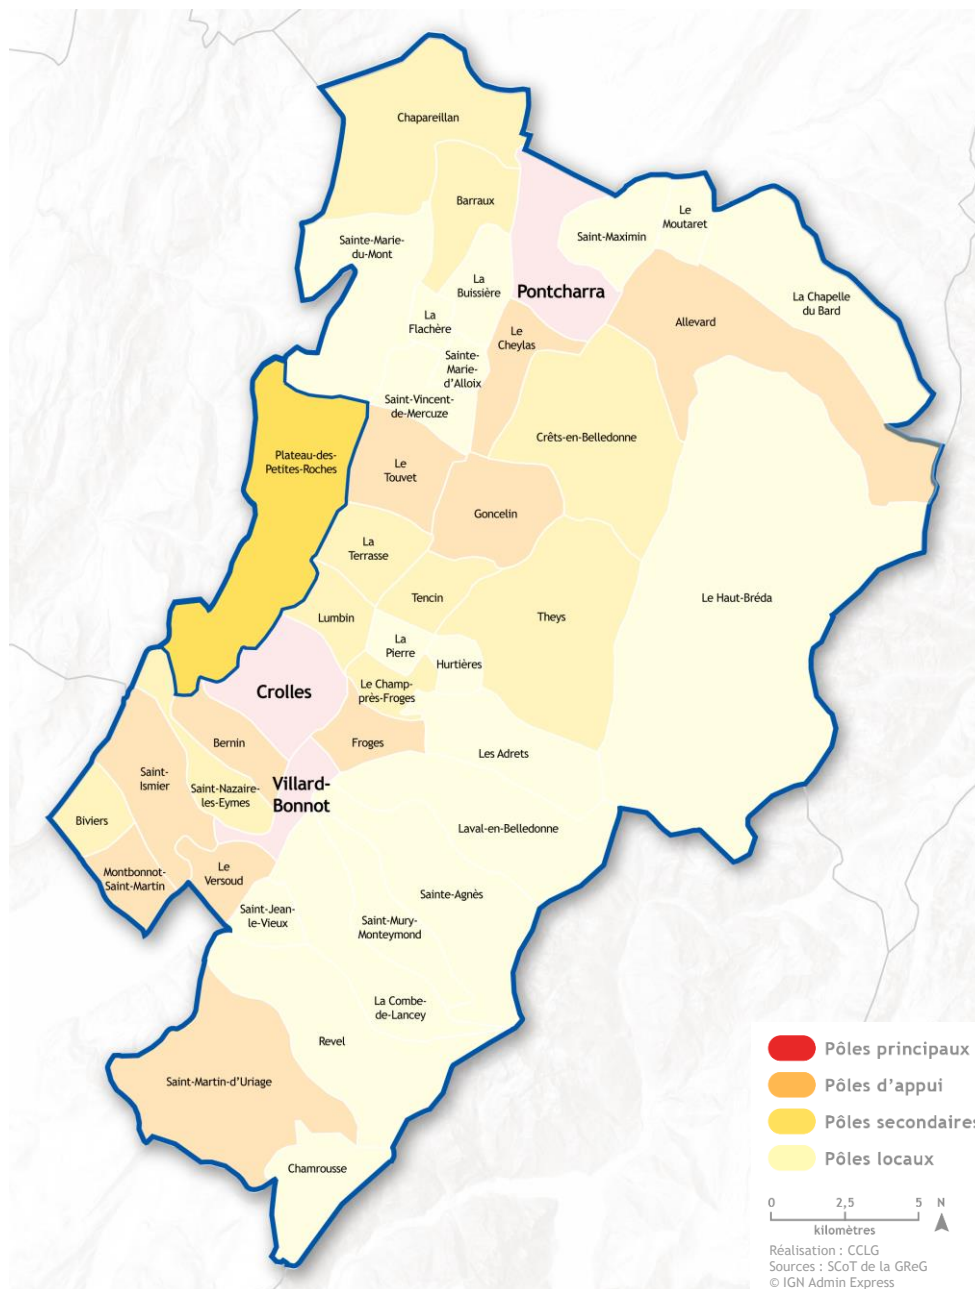 Chapareillan
Barraux
Le
Moutaret
Saint-Maximin
Sainte-Marie-
du-Mont
La
Buissière
Pontcharra
La Chapelle
du Bard
La
Flachère
Le
Cheylas
Allevard
Sainte-
Marie-
d'Alloix
Saint-Vincent-
de-Mercuze
Crêts-en-Belledonne
Plateau-des-
Petites-Roches
Le
Touvet
Goncelin
La
Terrasse
Tencin
Le Haut-Bréda
Lumbin
Theys
La
Pierre
Hurtières
Crolles
Le Champ-
près-Froges
Bernin
Froges
Les Adrets
Saint-
Ismier
Saint-Nazaire-
les-Eymes
Villard-
Bonnot
Biviers
Laval-en-Belledonne
Montbonnot-
Saint-Martin
Le
Versoud
Sainte-Agnès
Saint-Jean-
le-Vieux
Saint-Mury-
Monteymond
La Combe-
de-Lancey
Revel
Saint-Martin-d'Uriage
Chamrousse
Pôles principaux
Pôles d'appui
Pôles secondaires
Pôles locaux
0 2,5 5 N
kilomètres
Réalisation : CCLG
Sources : SCoT de la GReG
© IGN Admin Express